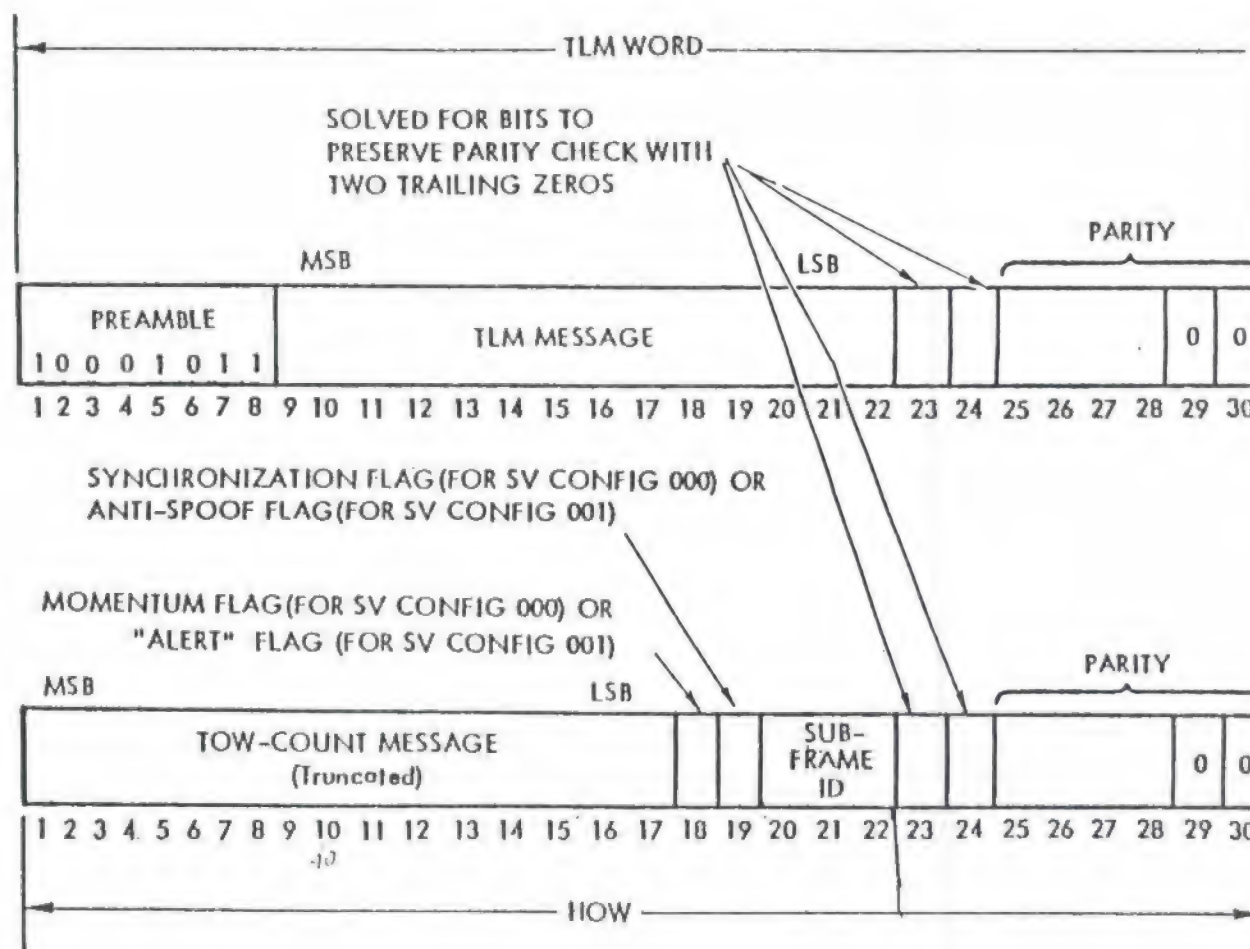 TLM WORD
SOLVED FOR BITS TO
PRESERVE PARITY CHECK WITH
TWO TRAILING ZEROS
PARITY
MSB LSB
PREAMBLE
1 0 0 0 1 0 1 1
TLM MESSAGE
0 0
1 2 3 4 5 6 7 8 9 10 11 12 13 14 15 16 17 18 19 20 21 22 23 24 25 26 27 28 29 30
SYNCHRONIZATION FLAG (FOR SV CONFIG 000) OR
ANTI-SPOOF FLAG (FOR SV CONFIG 001)
MOMENTUM FLAG (FOR SV CONFIG 000) OR
"ALERT" FLAG (FOR SV CONFIG 001)
PARITY
MSB LSB
TOW-COUNT MESSAGE
(Truncated)
SUB-
FRAME
ID
0 0
1 2 3 4 5 6 7 8 9 10 11 12 13 14 15 16 17 18 19 20 21 22 23 24 25 26 27 28 29 30
HOW